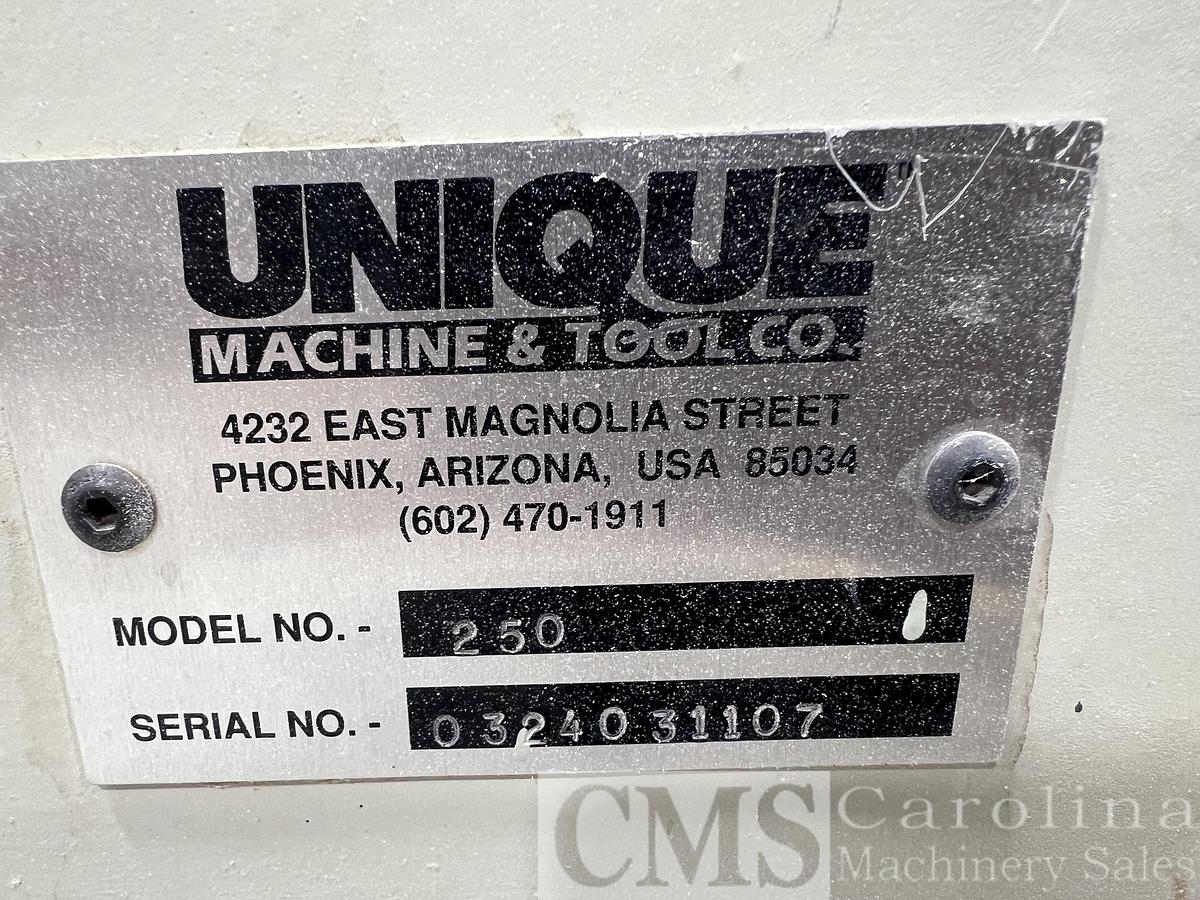 UNIQUE™
MACHINE & TOOL CO.
4232 EAST MAGNOLIA STREET
PHOENIX, ARIZONA, USA 85034
(602) 470-1911
MODEL NO. - 250
SERIAL NO. - 0324031107
CMS Carolina
Machinery Sales